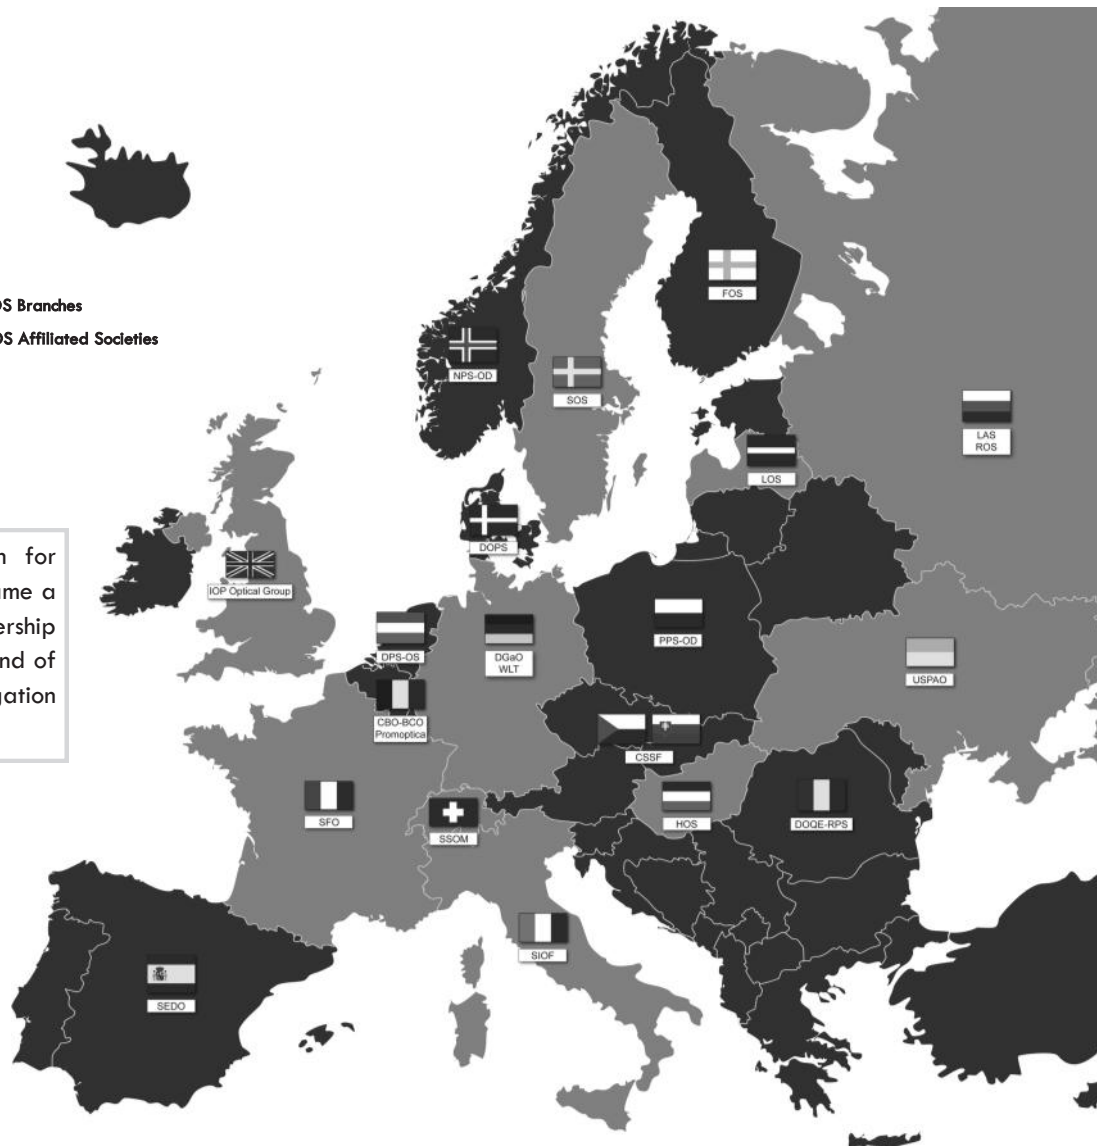 OS Branches
OS Affiliated Societies
FOS
NPS-OD
SOS
LAS
ROS
LOS
DOPS
for
ame a
ership
nd of
gation
IOP Optical Group
DPS-OS
DGaO
WLT
PPS-OD
USPAO
CBO-BCO
Promoptica
CSSF
SFO
SSOM
HOS
DOQE-RPS
SIOF
SEDO